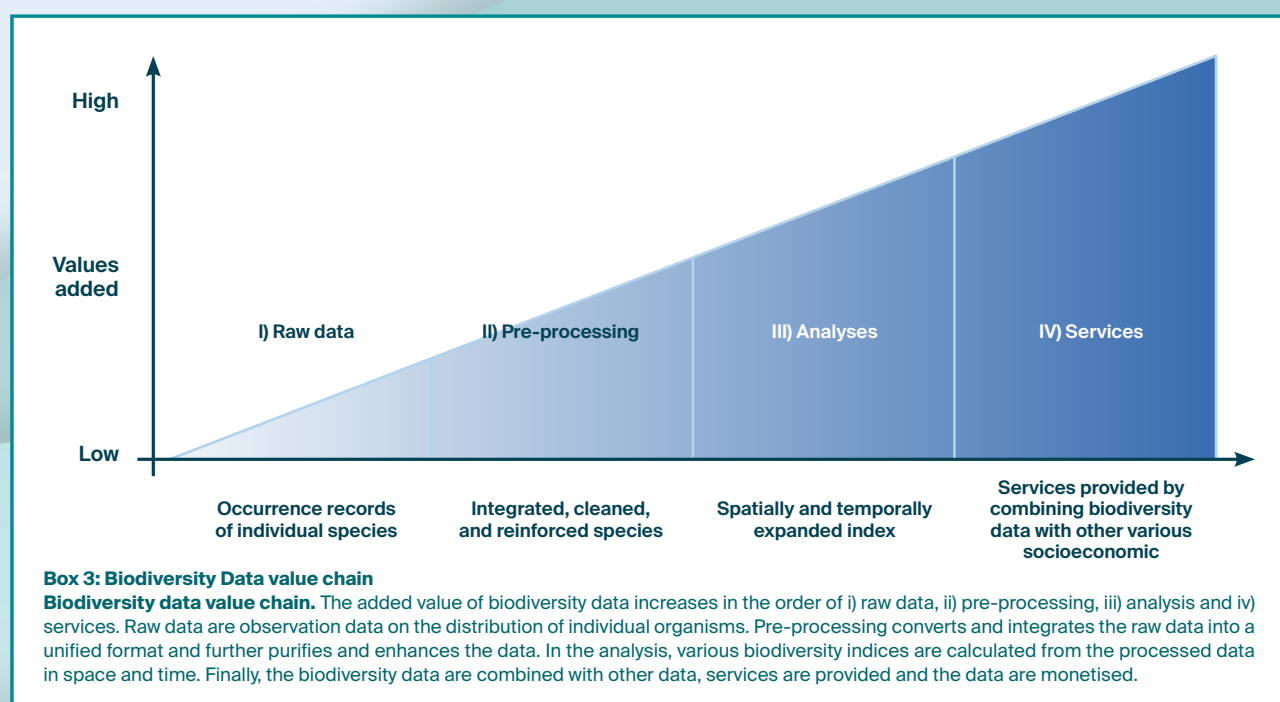 High
Values
added
Low
I) Raw data
II) Pre-processing
III) Analyses
IV) Services
Occurrence records
of individual species
Integrated, cleaned,
and reinforced species
Spatially and temporally
expanded index
Services provided by
combining biodiversity
data with other various
socioeconomic
Box 3: Biodiversity Data value chain
Biodiversity data value chain. The added value of biodiversity data increases in the order of i) raw data, ii) pre-processing, iii) analysis and iv)
services. Raw data are observation data on the distribution of individual organisms. Pre-processing converts and integrates the raw data into a
unified format and further purifies and enhances the data. In the analysis, various biodiversity indices are calculated from the processed data
in space and time. Finally, the biodiversity data are combined with other data, services are provided and the data are monetised.